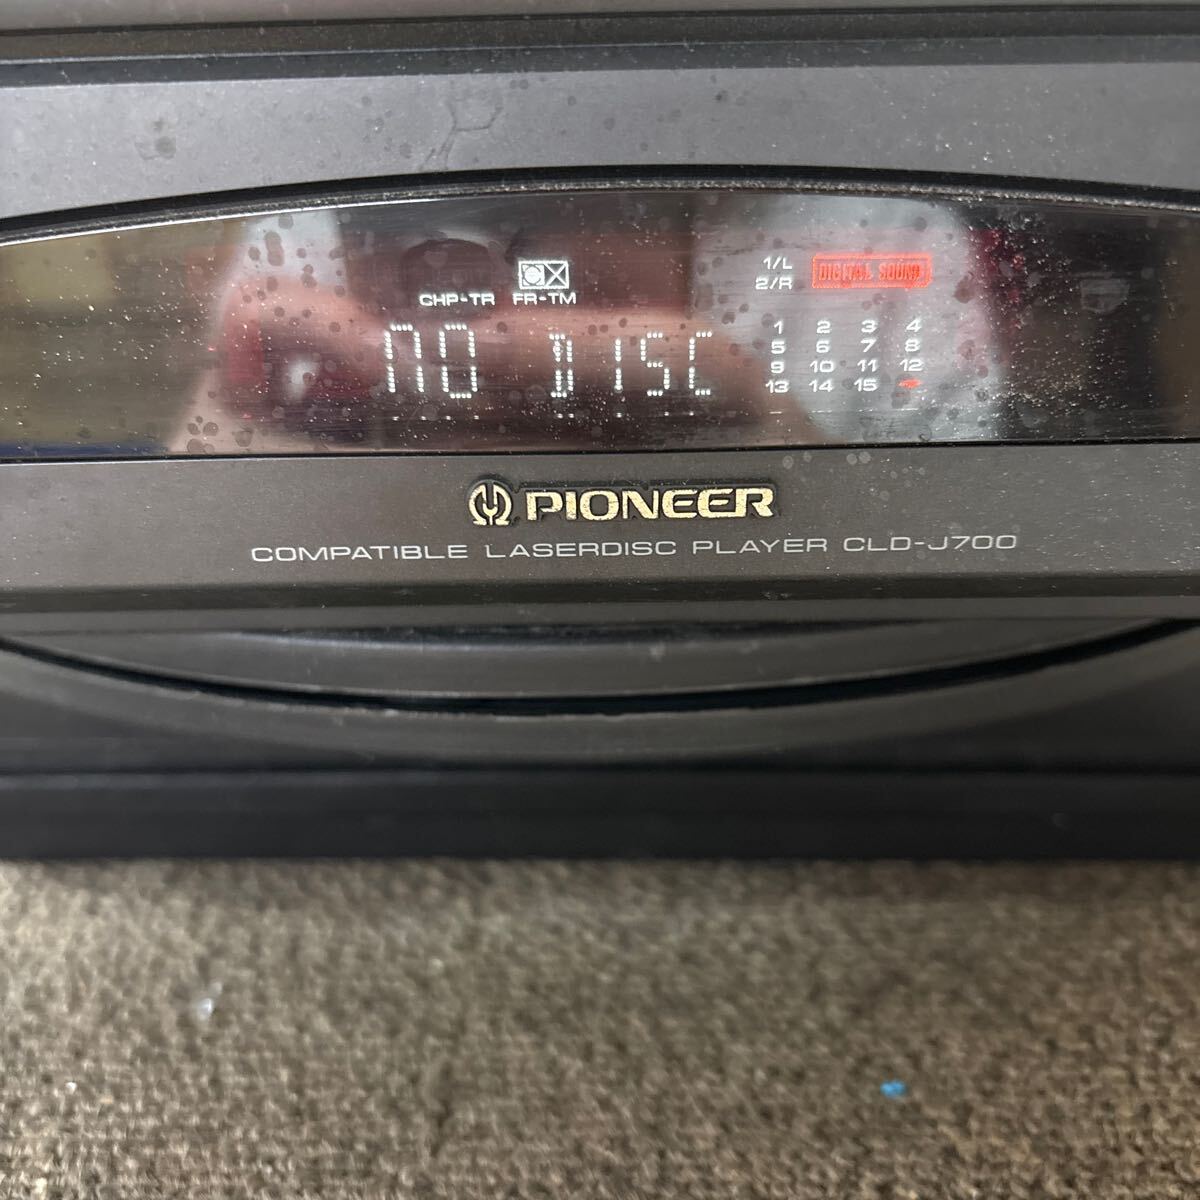 1/L
2/R
DIGITAL SOUND
CHP-TR FR-TM
NO DISC
1 2 3 4
5 6 7 8
9 10 11 12
13 14 15
PIONEER
COMPATIBLE LASERDISC PLAYER CLD-J700